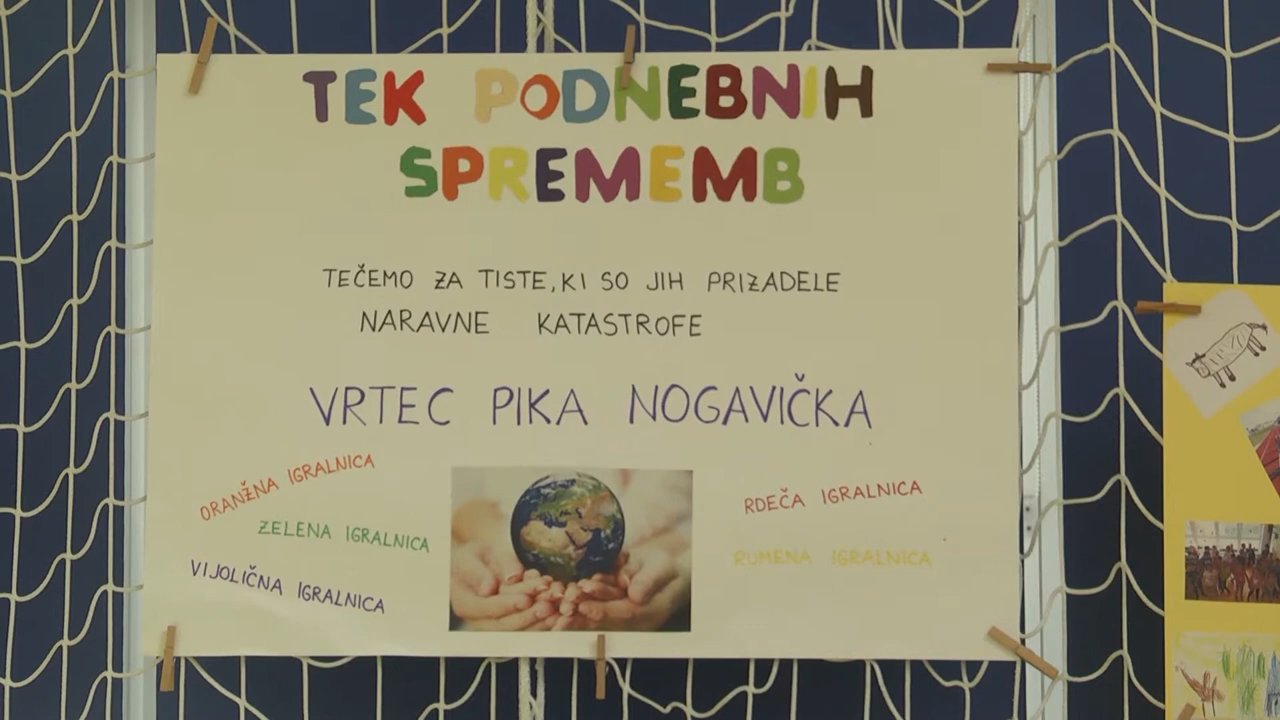 TEK PODNEBNIH
SPREMEMB
TEČEMO ZA TISTE, KI SO JIH PRIZADELE
NARAVNE KATASTROFE
VRTEC PIKA NOGAVIČKA
ORANŽNA IGRALNICA
ZELENA IGRALNICA
VIJOLIČNA IGRALNICA
RDEČA IGRALNICA
RUMENA IGRALNICA